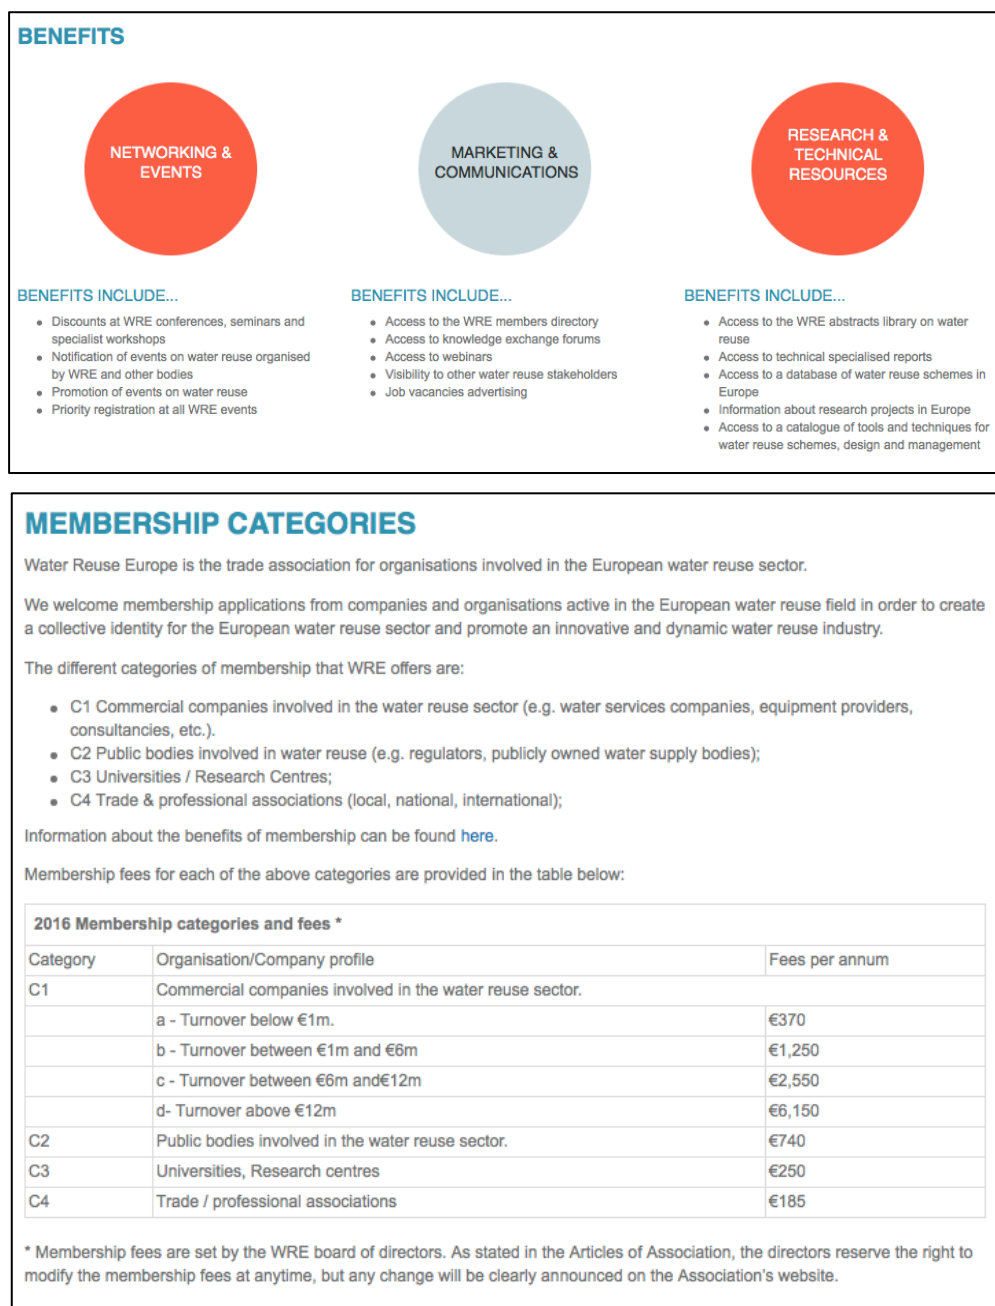 BENEFITS
NETWORKING &
EVENTS
MARKETING &
COMMUNICATIONS
RESEARCH &
TECHNICAL
RESOURCES
BENEFITS INCLUDE...
Discounts at WRE conferences, seminars and
specialist workshops
Notification of events on water reuse organised
by WRE and other bodies
Promotion of events on water reuse
Priority registration at all WRE events
BENEFITS INCLUDE...
Access to the WRE members directory
Access to knowledge exchange forums
Access to webinars
Visibility to other water reuse stakeholders
Job vacancies advertising
BENEFITS INCLUDE...
Access to the WRE abstracts library on water
reuse
Access to technical specialised reports
Access to a database of water reuse schemes in
Europe
Information about research projects in Europe
Access to a catalogue of tools and techniques for
water reuse schemes, design and management
MEMBERSHIP CATEGORIES
Water Reuse Europe is the trade association for organisations involved in the European water reuse sector.
We welcome membership applications from companies and organisations active in the European water reuse field in order to create
a collective identity for the European water reuse sector and promote an innovative and dynamic water reuse industry.
The different categories of membership that WRE offers are:
C1 Commercial companies involved in the water reuse sector (e.g. water services companies, equipment providers,
consultancies, etc.).
C2 Public bodies involved in water reuse (e.g. regulators, publicly owned water supply bodies);
C3 Universities / Research Centres;
C4 Trade & professional associations (local, national, international);
Information about the benefits of membership can be found here.
Membership fees for each of the above categories are provided in the table below:
2016 Membership categories and fees *
Category Organisation/Company profile Fees per annum
C1 Commercial companies involved in the water reuse sector.
a - Turnover below €1m. €370
b - Turnover between €1m and €6m €1,250
c - Turnover between €6m and€12m €2,550
d- Turnover above €12m €6,150
C2 Public bodies involved in the water reuse sector. €740
C3 Universities, Research centres €250
C4 Trade / professional associations €185
* Membership fees are set by the WRE board of directors. As stated in the Articles of Association, the directors reserve the right to
modify the membership fees at anytime, but any change will be clearly announced on the Association's website.